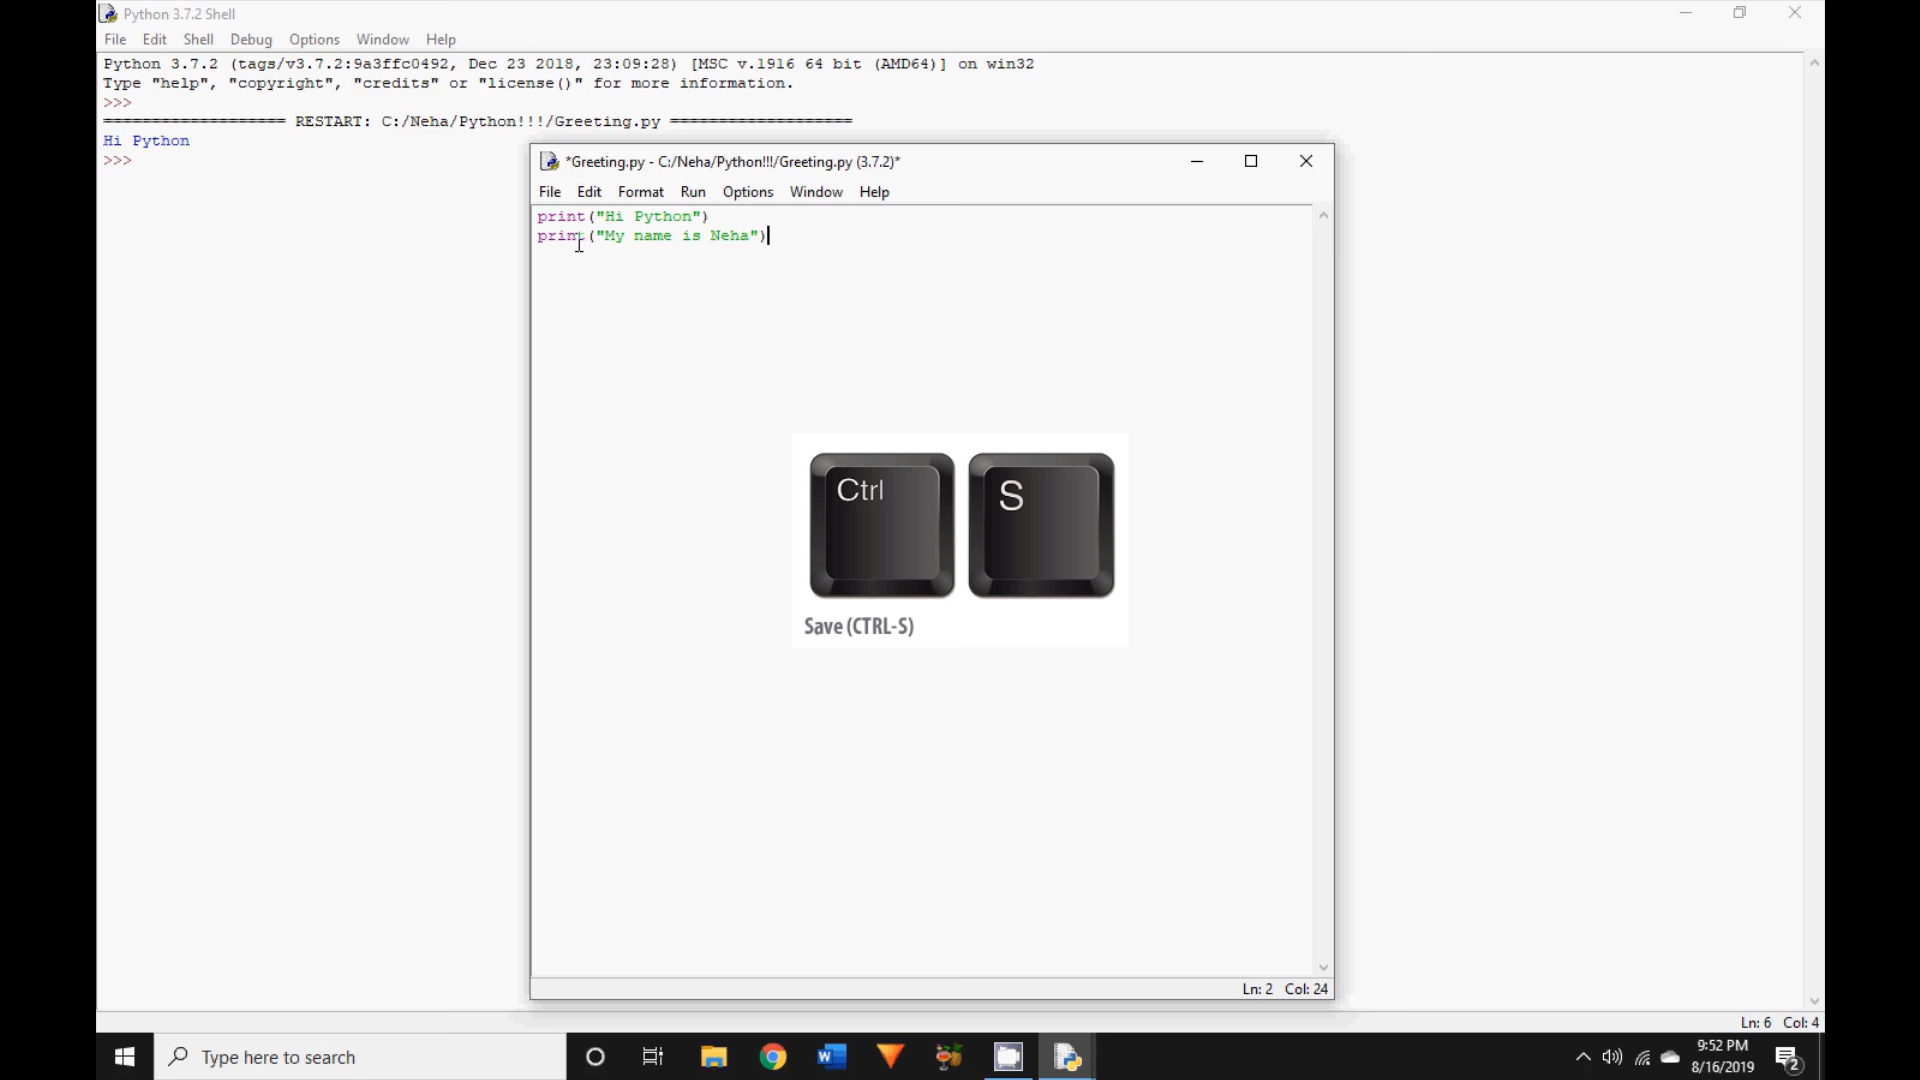 Python 3.7.2 Shell
File Edit Shell Debug Options Window Help
Python 3.7.2 (tags/v3.7.2:9a3ffc0492, Dec 23 2018, 23:09:28) [MSC v.1916 64 bit (AMD64)] on win32
Type "help", "copyright", "credits" or "license()" for more information.
>>>
=================== RESTART: C:/Neha/Python!!!/Greeting.py ===================
Hi Python
>>>
*Greeting.py - C:/Neha/Python!!!/Greeting.py (3.7.2)*
File Edit Format Run Options Window Help
print("Hi Python")
print("My name is Neha")
Ctrl S
Save (CTRL-S)
Ln: 2 Col: 24
Ln: 6 Col: 4
Type here to search
9:52 PM
8/16/2019
2